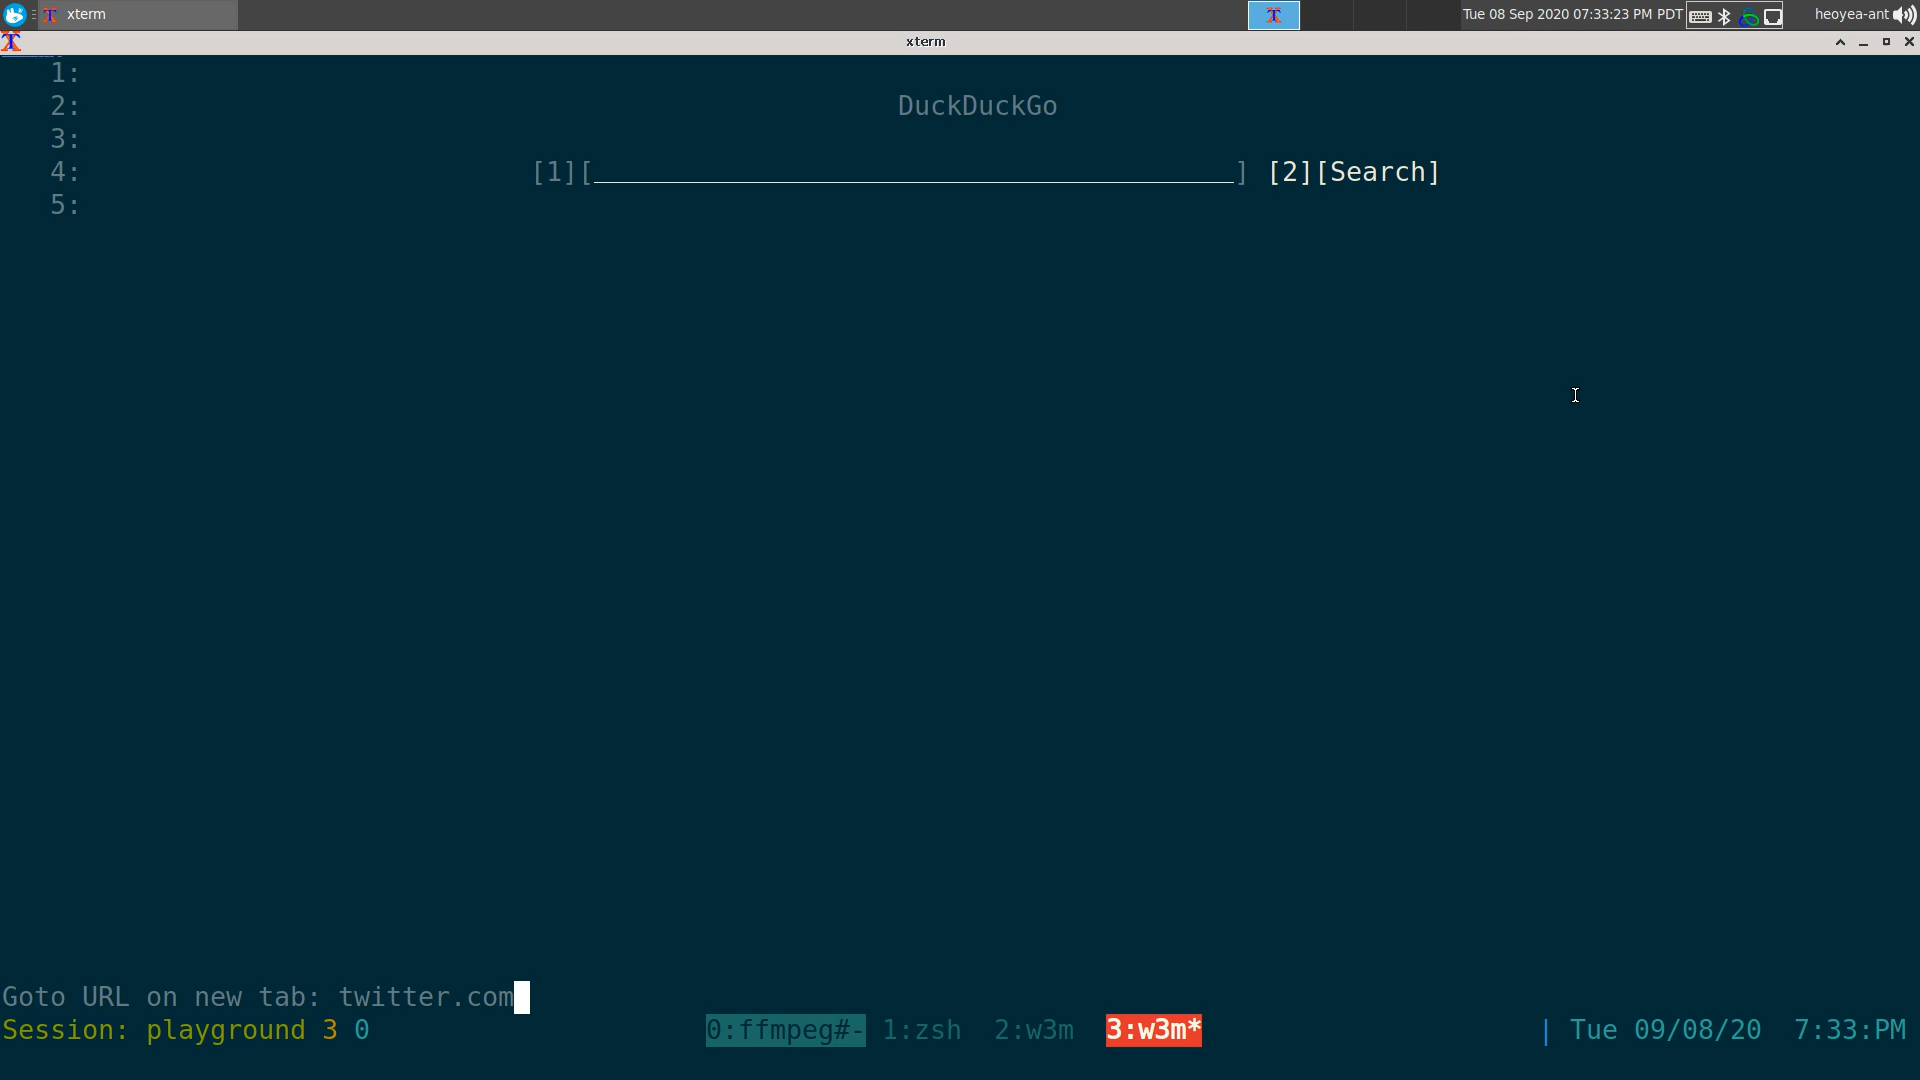 xterm
Tue 08 Sep 2020 07:33:23 PM PDT
heoyea-ant
xterm
1:
2: DuckDuckGo
3:
4: [1][________________________________________] [2][Search]
5:
Goto URL on new tab: twitter.com
Session: playground 3 0 0:ffmpeg#- 1:zsh 2:w3m 3:w3m* | Tue 09/08/20 7:33:PM